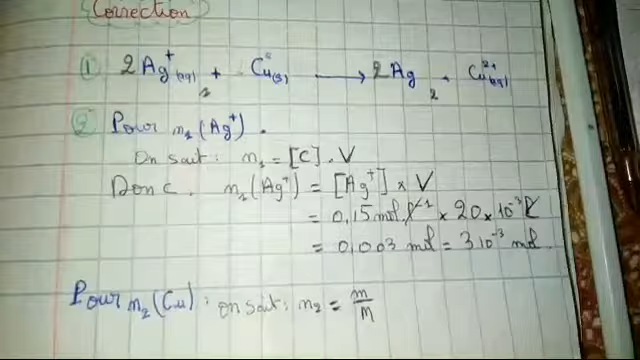 Correction
① 2Ag⁺(aq) + Cu(s) → 2Ag + Cu²⁺(aq)
② Pour n₁(Ag⁺).
On sait : n₁ = [C] . V
Donc . n₁(Ag⁺) = [Ag⁺] × V
= 0,15 mol.ℓ⁻¹ × 20 × 10⁻³ ℓ
= 0,003 mol = 3 10⁻³ mol.
Pour n₂(Cu) : on sait : n₂ = m/M